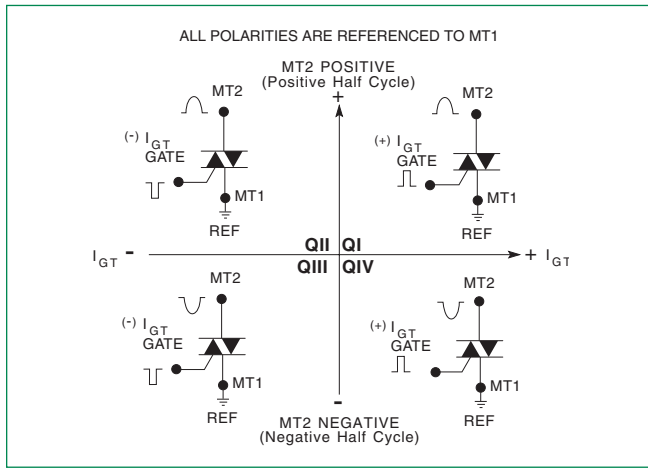 ALL POLARITIES ARE REFERENCED TO MT1
MT2 POSITIVE
(Positive Half Cycle)
+
MT2
(-) IGT
GATE
MT1
REF
MT2
(+) IGT
GATE
MT1
REF
IGT -
QII QI
QIII QIV
+ IGT
MT2
(-) IGT
GATE
MT1
REF
MT2
(+) IGT
GATE
MT1
REF
-
MT2 NEGATIVE
(Negative Half Cycle)